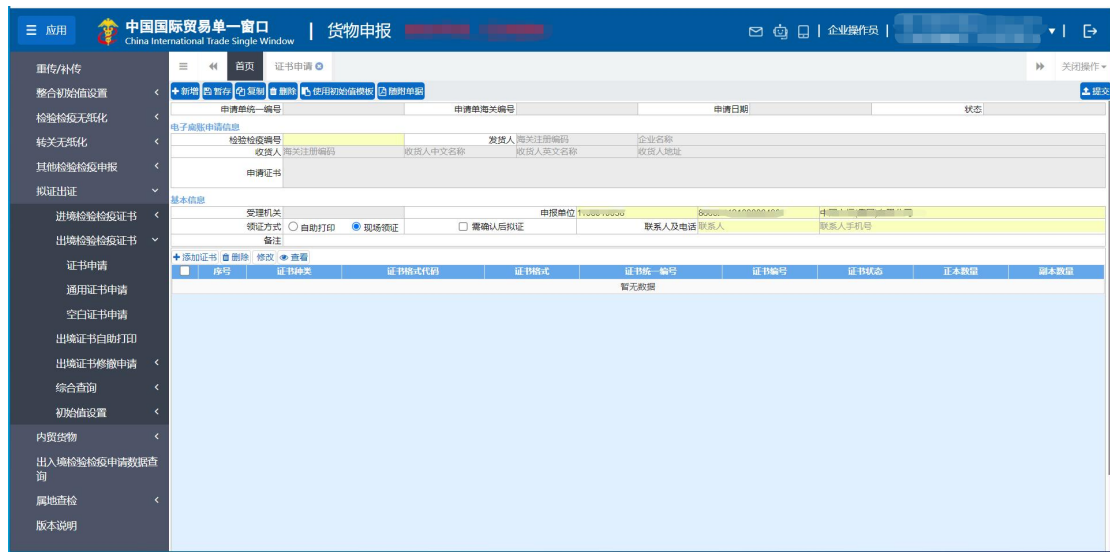 应用
中国国际贸易单一窗口
China International Trade Single Window
货物申报
企业操作员
重传/补传
整合初始值设置
检验检疫无纸化
转关无纸化
其他检验检疫申报
拟证出证
进境检验检疫证书
出境检验检疫证书
证书申请
通用证书申请
空白证书申请
出境证书自助打印
出境证书修撤申请
综合查询
初始值设置
内贸货物
出入境检验检疫申请数据查
询
属地查检
版本说明
首页 证书申请 关闭操作
新增 暂存 复制 删除 使用初始值模板 随附单据 提交
申请单统一编号 申请单海关编号 申请日期 状态
电子底账申请信息
检验检疫编号 发货人 海关注册编码 企业名称
收货人 海关注册编码 收货人中文名称 收货人英文名称 收货人地址
申请证书
基本信息
受理机关 申报单位
领证方式 自助打印 现场领证 需确认后拟证 联系人及电话 联系人 联系人手机号
备注
添加证书 删除 修改 查看
序号 证书种类 证书格式代码 证书格式 证书统一编号 证书编号 证书状态 正本数量 副本数量
暂无数据